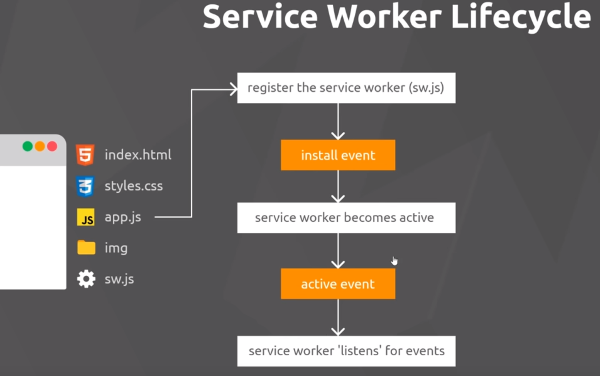 Service Worker Lifecycle
register the service worker (sw.js)
install event
service worker becomes active
active event
service worker 'listens' for events
index.html
styles.css
JS app.js
img
sw.js